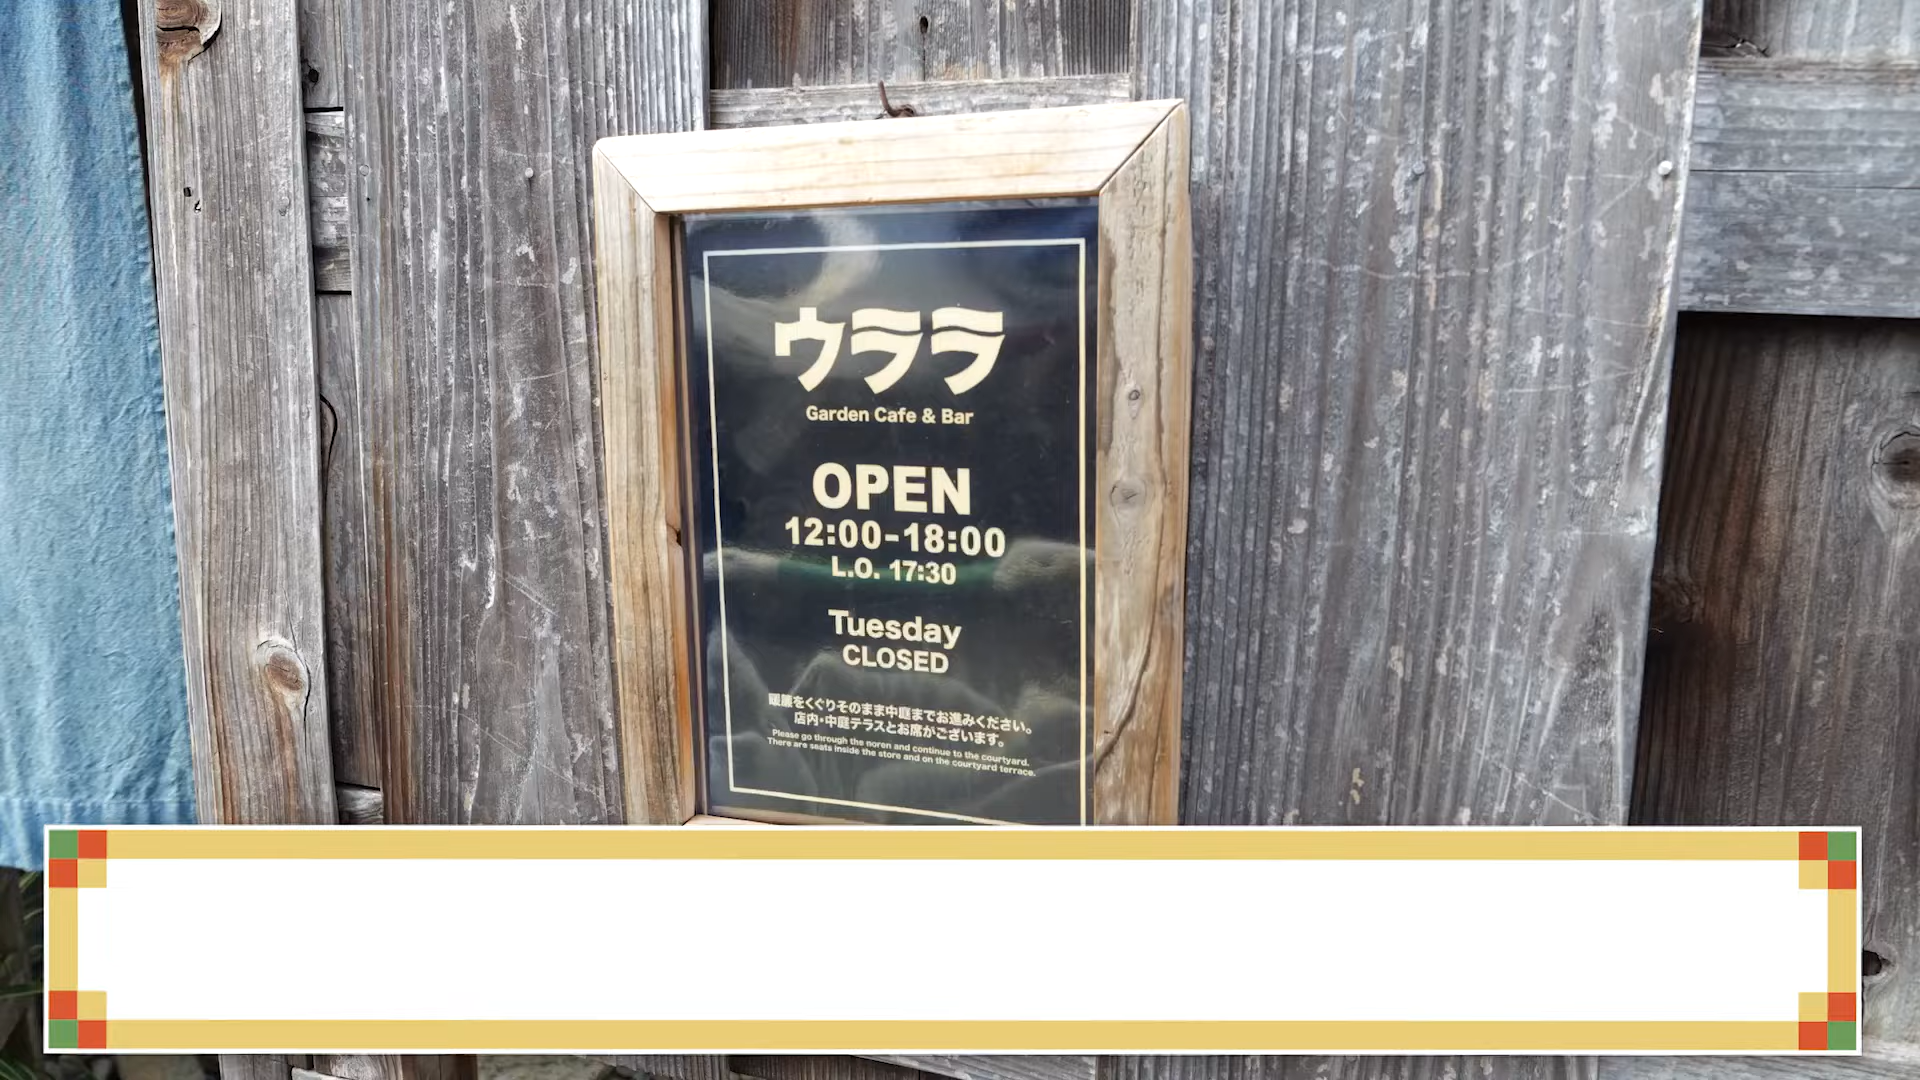 ウララ
Garden Cafe & Bar
OPEN
12:00-18:00
L.O. 17:30
Tuesday
CLOSED
暖簾をくぐりそのまま中庭までお進みください。
店内・中庭テラスとお席がございます。
Please go through the noren and continue to the courtyard.
There are seats inside the store and on the courtyard terrace.